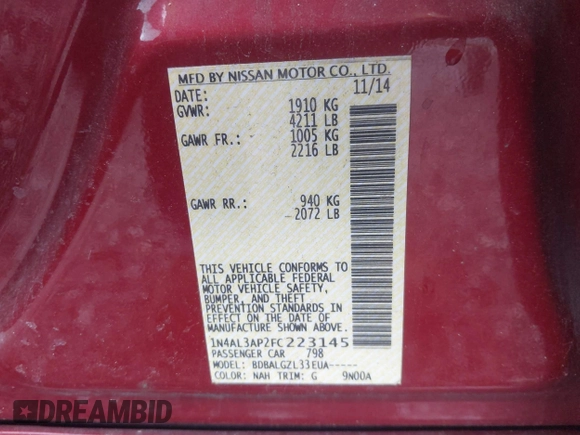 MFD BY NISSAN MOTOR CO., LTD.
DATE: 11/14
GVWR: 1910 KG
4211 LB
GAWR FR.: 1005 KG
2216 LB
GAWR RR.: 940 KG
2072 LB
THIS VEHICLE CONFORMS TO
ALL APPLICABLE FEDERAL
MOTOR VEHICLE SAFETY,
BUMPER, AND THEFT
PREVENTION STANDARDS IN
EFFECT ON THE DATE OF
MANUFACTURE SHOWN ABOVE.
1N4AL3AP2FC223145
PASSENGER CAR 798
MODEL: BDBALGZL33EUA-----
COLOR: NAH TRIM: G 9N00A
DREAMBID